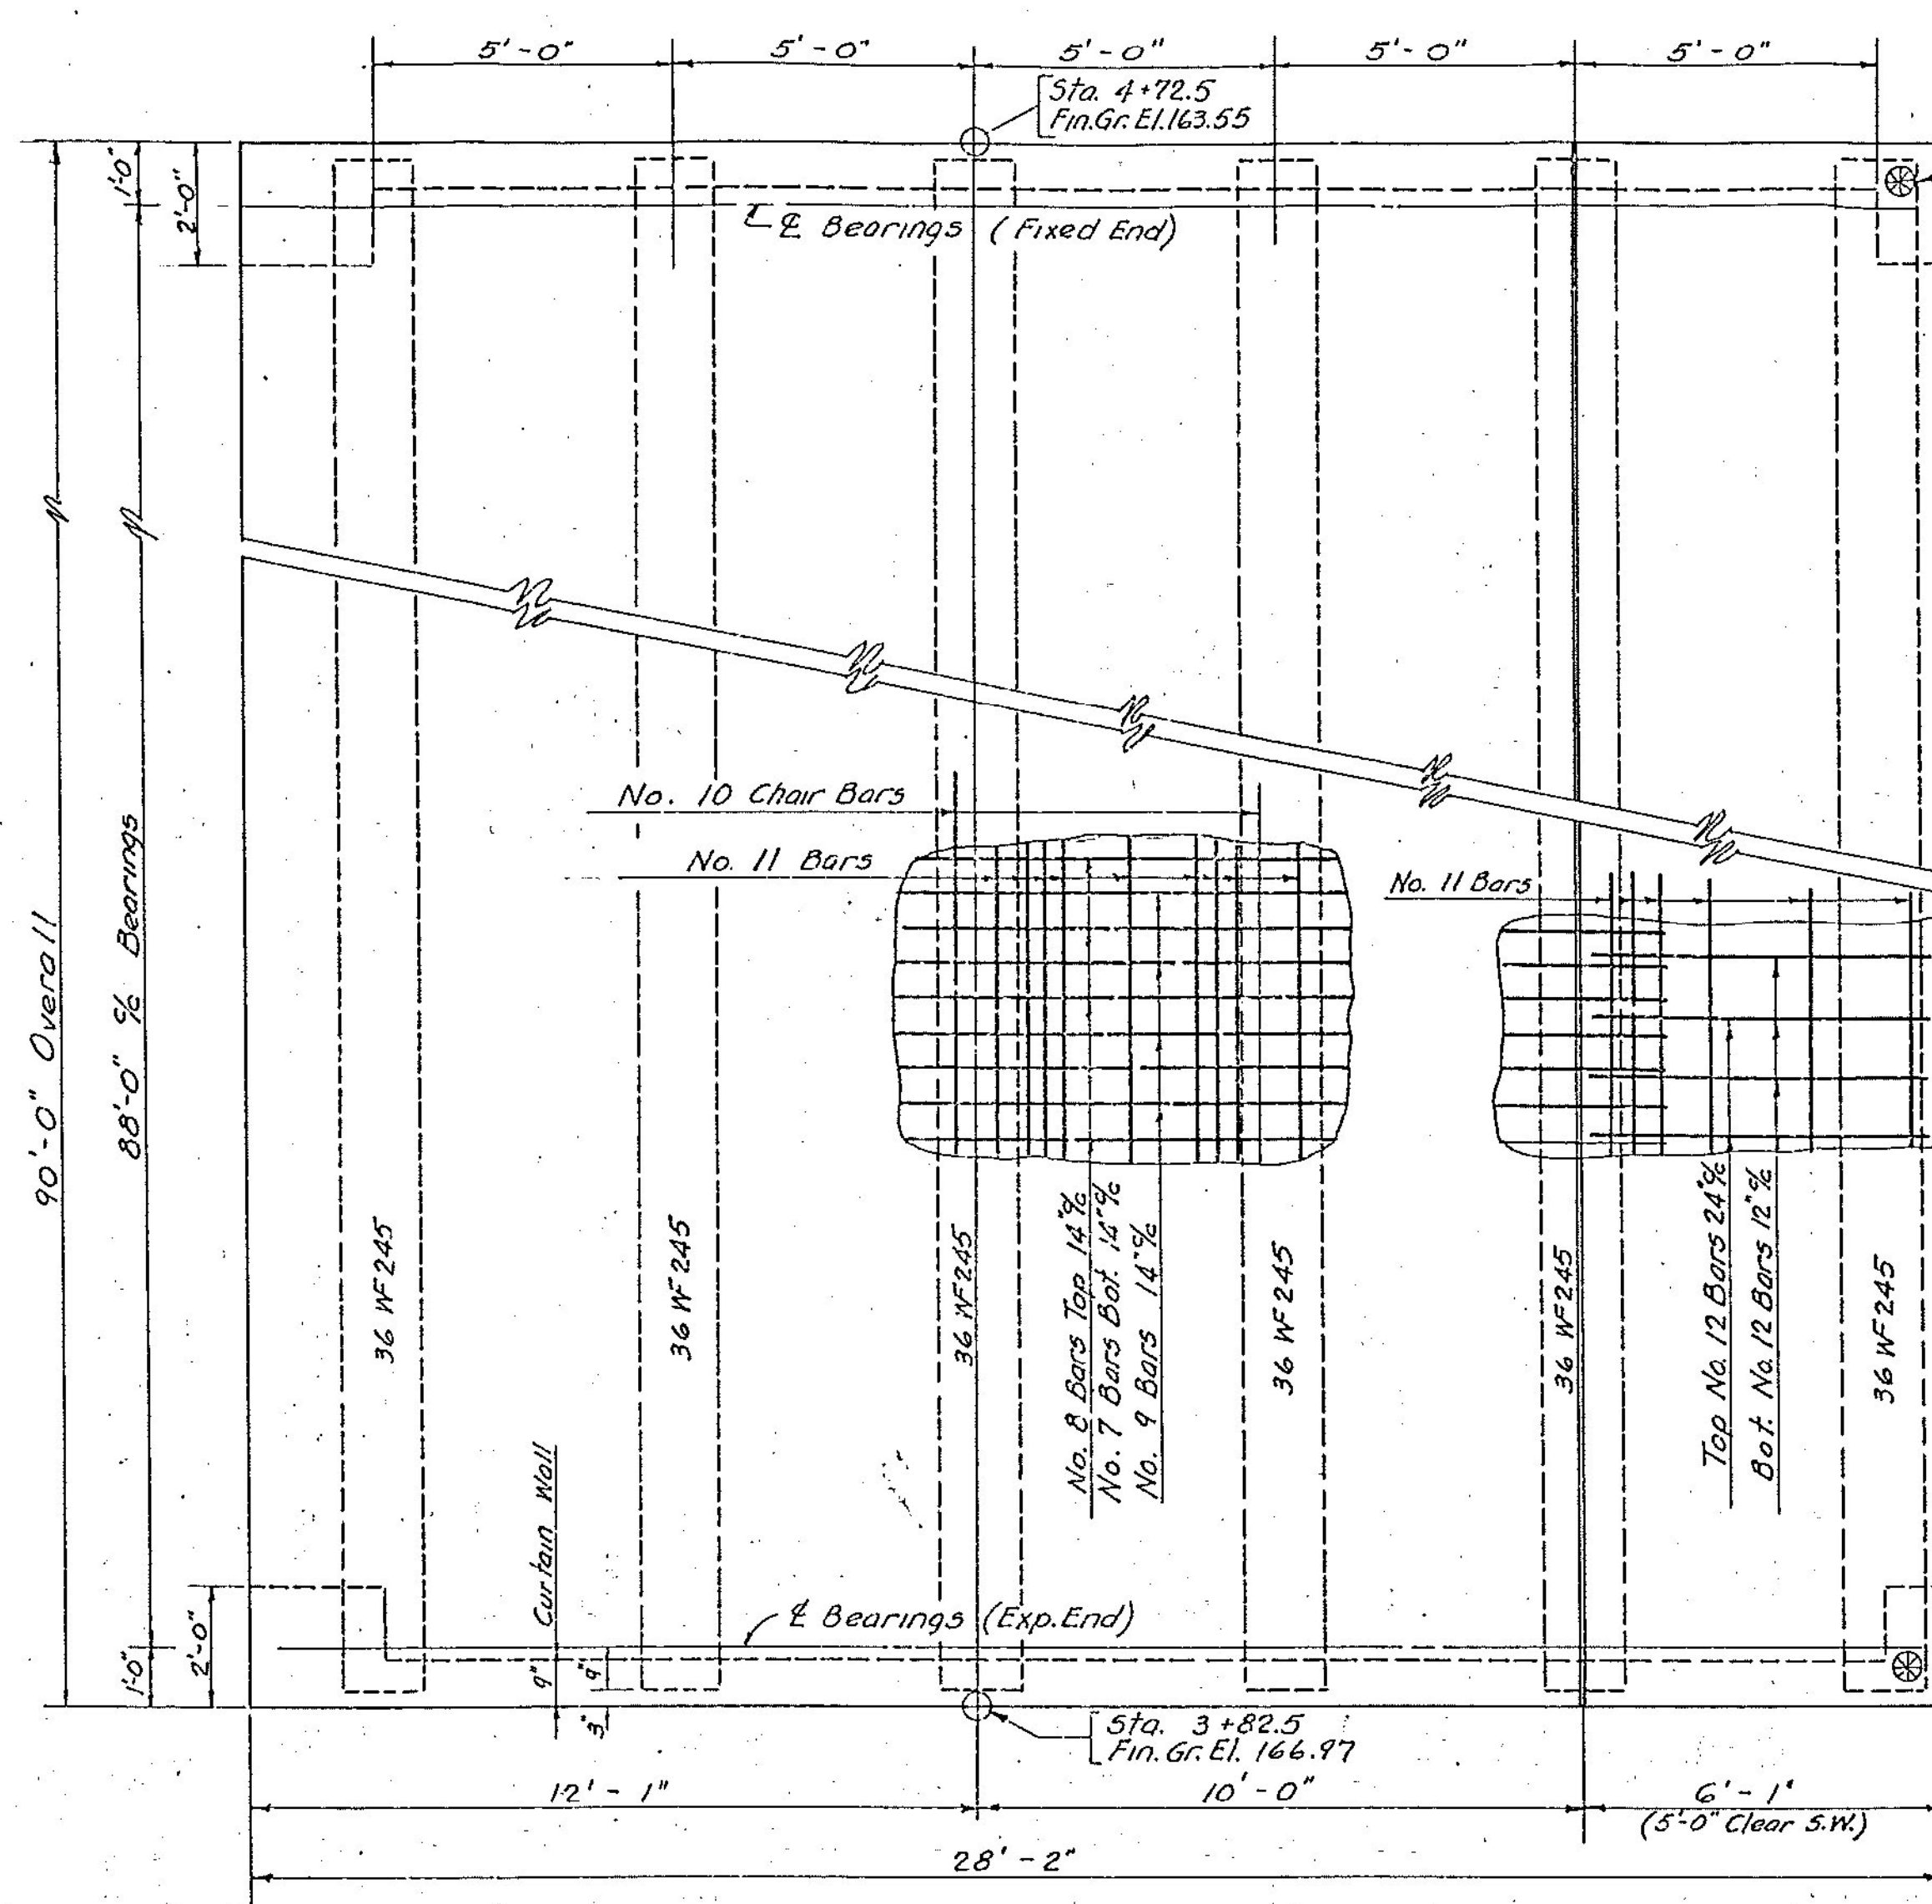 5'-0" 5'-0" 5'-0" 5'-0" 5'-0"
Sta. 4+72.5
Fin.Gr.El.163.55
1'-0"
2'-0"
℄ Bearings (Fixed End)
No. 10 Chair Bars
No. 11 Bars
No. 11 Bars
90'-0" Overall
88'-0" c/c Bearings
36 WF 245
36 WF 245
36 WF 245
No. 8 Bars Top 14" c/c
No. 7 Bars Bot. 14" c/c
No. 9 Bars 14" c/c
36 WF 245
36 WF 245
Top No. 12 Bars 24" c/c
Bot. No. 12 Bars 12" c/c
36 WF 245
Curtain Wall
℄ Bearings (Exp. End)
1'-0"
2'-0"
9"
9"
3"
Sta. 3+82.5
Fin. Gr. El. 166.97
12'-1" 10'-0" 6'-1"
(5'-0" Clear S.W.)
28'-2"